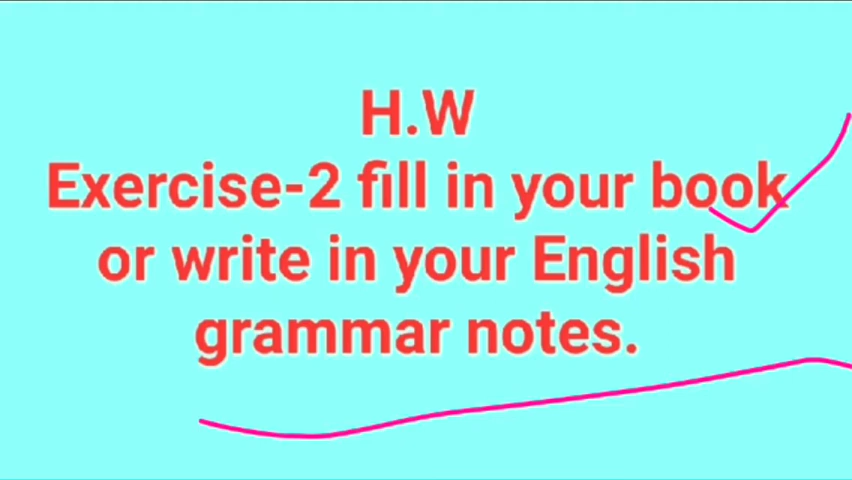 H.W
Exercise-2 fill in your book
or write in your English
grammar notes.